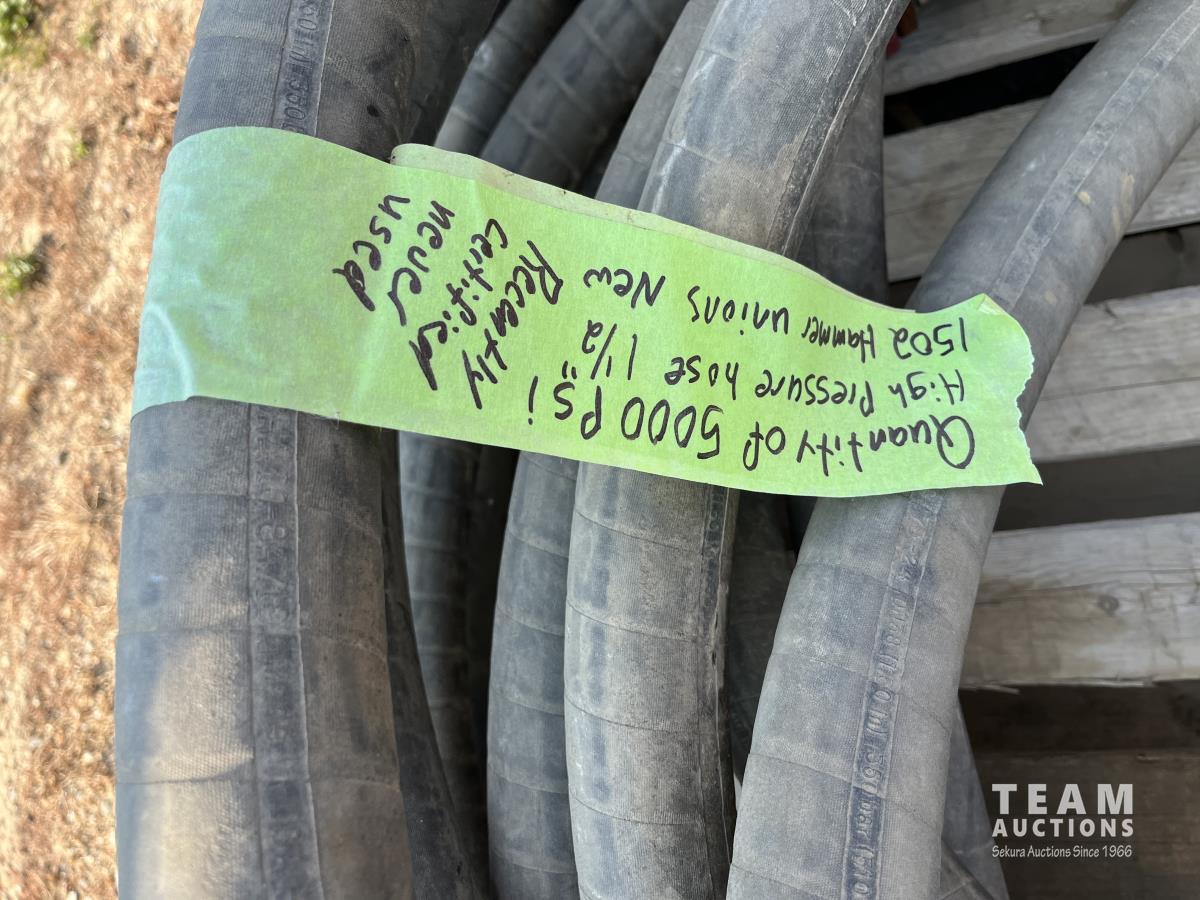 Quantity of 5000 Psi
High Pressure hose 1 1/2"
1502 Hammer unions New
Recently
certified
never
used
TEAM
AUCTIONS
Sekura Auctions Since 1966